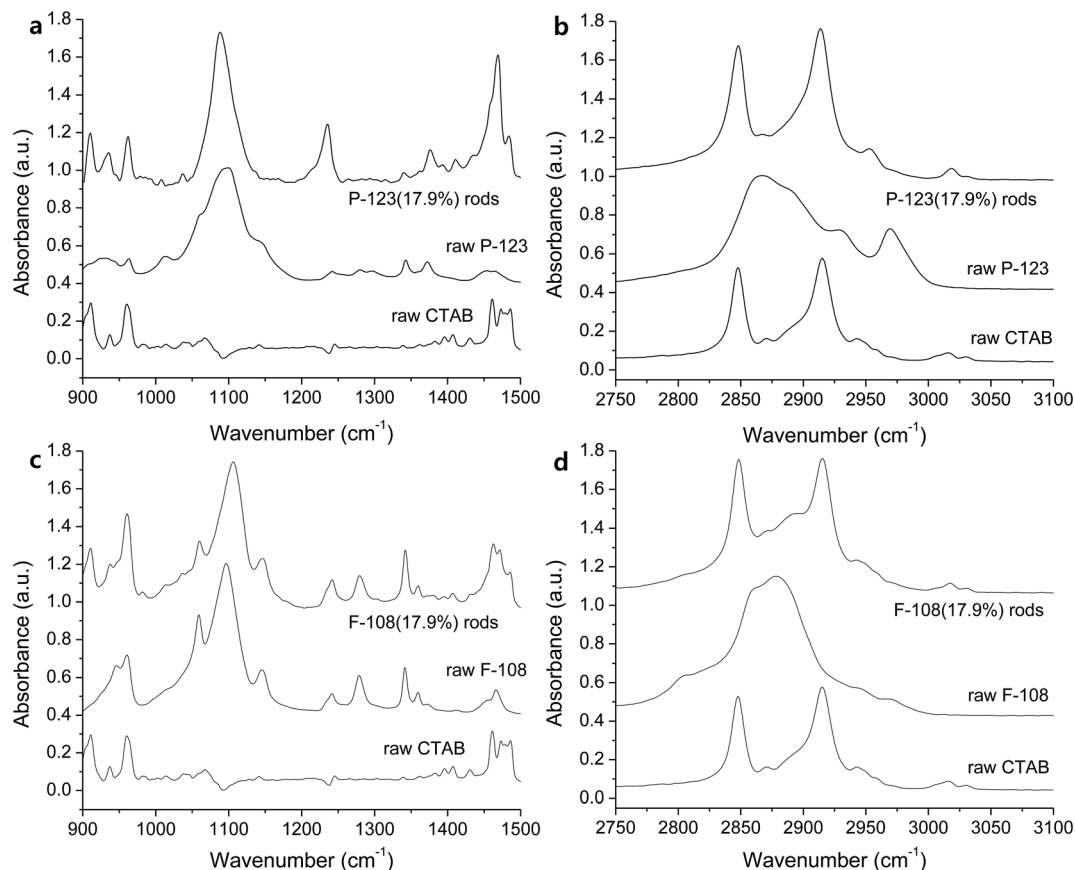 a
1.8
1.6
1.4
1.2
1.0
0.8
0.6
0.4
0.2
0.0
Absorbance (a.u.)
P-123(17.9%) rods
raw P-123
raw CTAB
900 1000 1100 1200 1300 1400 1500
Wavenumber (cm⁻¹)
b
1.8
1.6
1.4
1.2
1.0
0.8
0.6
0.4
0.2
0.0
Absorbance (a.u.)
P-123(17.9%) rods
raw P-123
raw CTAB
2750 2800 2850 2900 2950 3000 3050 3100
Wavenumber (cm⁻¹)
c
1.8
1.6
1.4
1.2
1.0
0.8
0.6
0.4
0.2
0.0
Absorbance (a.u.)
F-108(17.9%) rods
raw F-108
raw CTAB
900 1000 1100 1200 1300 1400 1500
Wavenumber (cm⁻¹)
d
1.8
1.6
1.4
1.2
1.0
0.8
0.6
0.4
0.2
0.0
Absorbance (a.u.)
F-108(17.9%) rods
raw F-108
raw CTAB
2750 2800 2850 2900 2950 3000 3050 3100
Wavenumber (cm⁻¹)